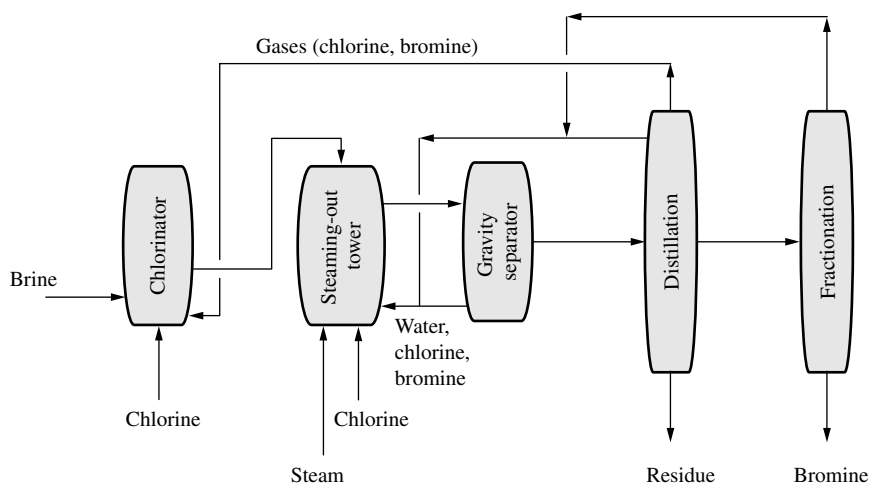 Gases (chlorine, bromine)
Brine
Chlorinator
Steaming-out
tower
Gravity
separator
Distillation
Fractionation
Water,
chlorine,
bromine
Chlorine
Chlorine
Steam
Residue
Bromine